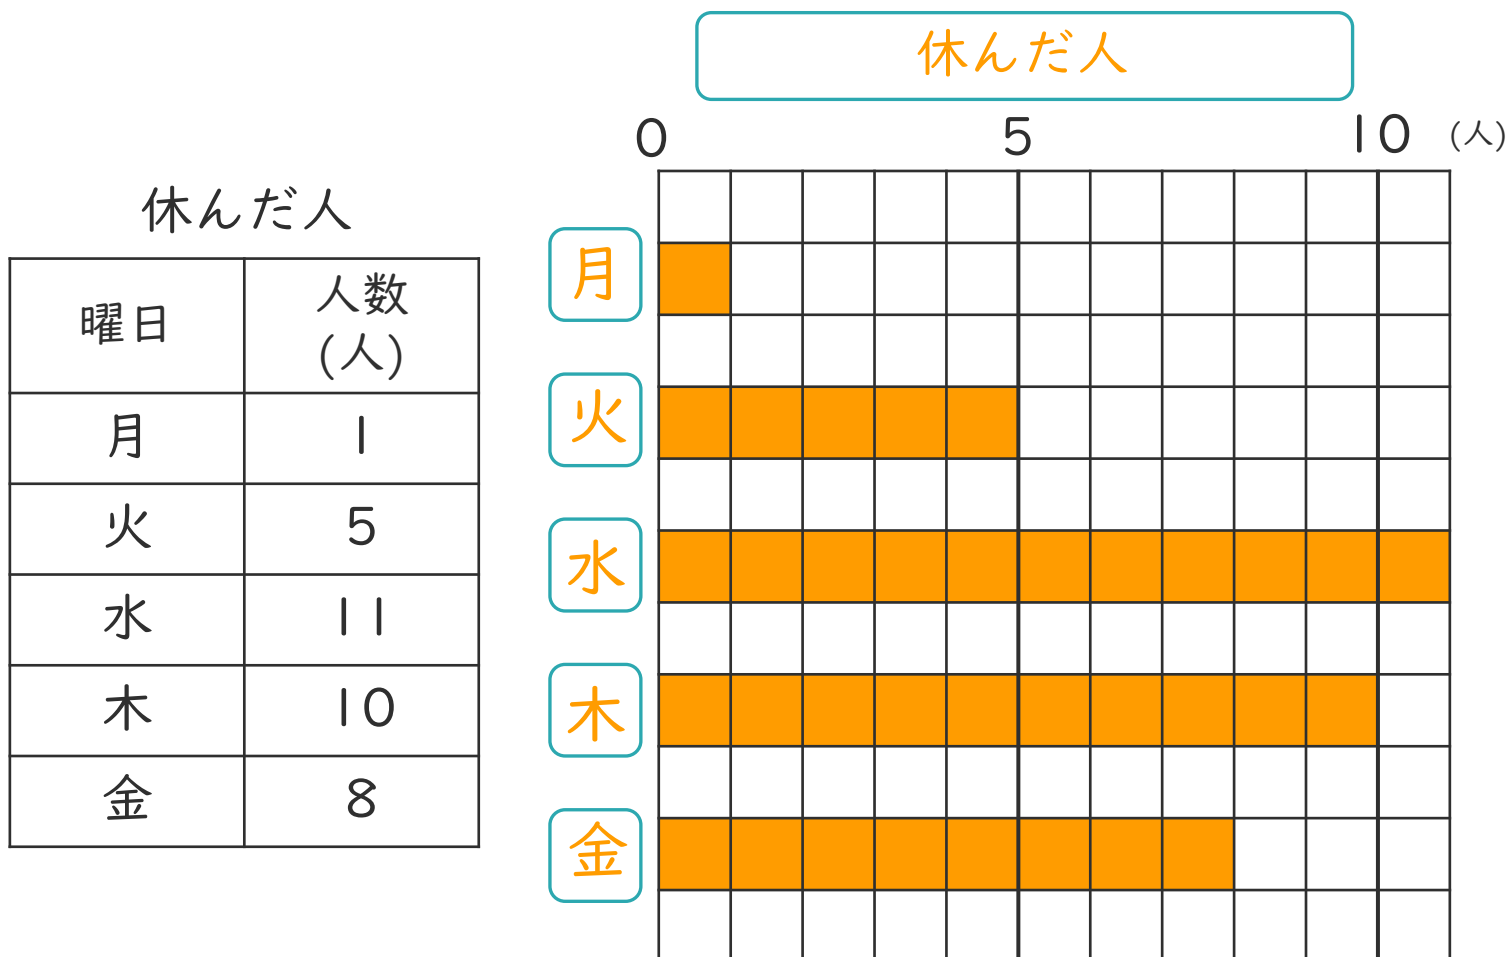 休んだ人
曜日 人数(人)
月 1
火 5
水 11
木 10
金 8
休んだ人
0 5 10 (人)
月
火
水
木
金